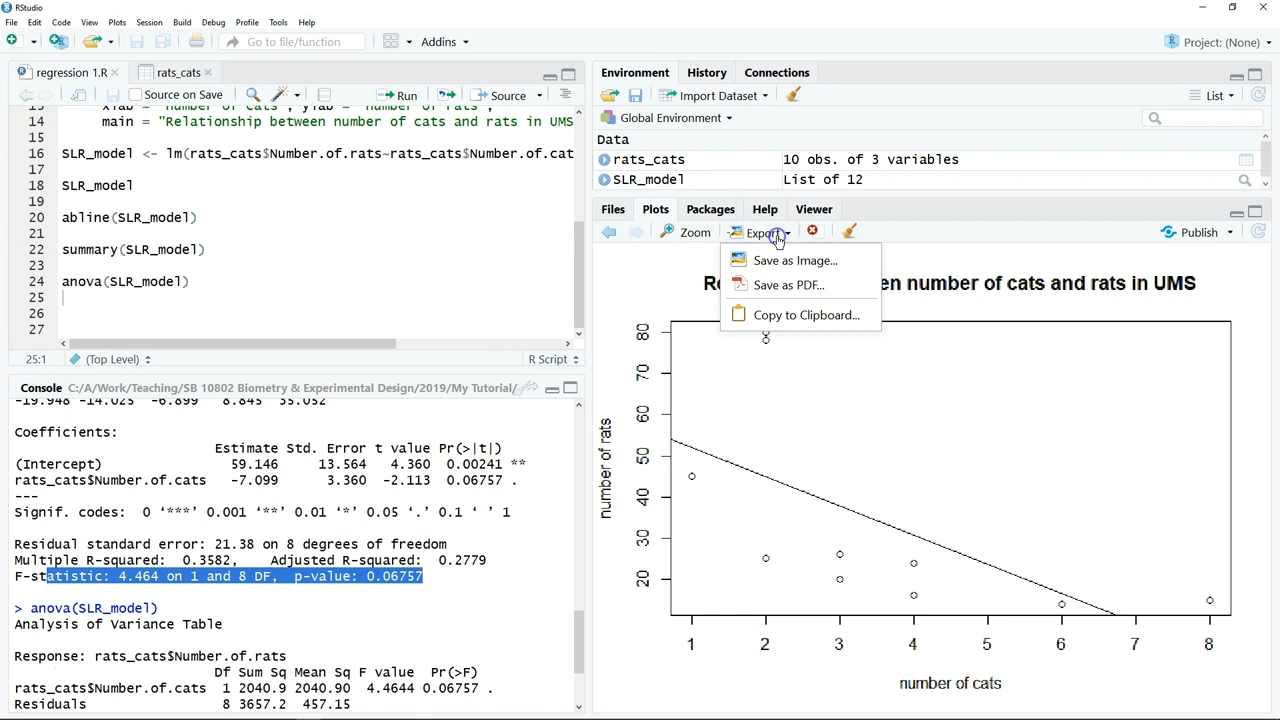 RStudio
File Edit Code View Plots Session Build Debug Profile Tools Help
Go to file/function Addins Project: (None)
regression 1.R rats_cats
Source on Save Run Source
14 main = "Relationship between number of cats and rats in UMS
15
16 SLR_model <- lm(rats_cats$Number.of.rats~rats_cats$Number.of.cat
17
18 SLR_model
19
20 abline(SLR_model)
21
22 summary(SLR_model)
23
24 anova(SLR_model)
25
26
27
25:1 (Top Level) R Script
Console C:/A/Work/Teaching/SB 10802 Biometry & Experimental Design/2019/My Tutorial/
-19.948 -14.025 -6.899 8.845 35.052
Coefficients:
Estimate Std. Error t value Pr(>|t|)
(Intercept) 59.146 13.564 4.360 0.00241 **
rats_cats$Number.of.cats -7.099 3.360 -2.113 0.06757 .
---
Signif. codes: 0 ‘***’ 0.001 ‘**’ 0.01 ‘*’ 0.05 ‘.’ 0.1 ‘ ’ 1
Residual standard error: 21.38 on 8 degrees of freedom
Multiple R-squared: 0.3582, Adjusted R-squared: 0.2779
F-statistic: 4.464 on 1 and 8 DF, p-value: 0.06757
> anova(SLR_model)
Analysis of Variance Table
Response: rats_cats$Number.of.rats
Df Sum Sq Mean Sq F value Pr(>F)
rats_cats$Number.of.cats 1 2040.9 2040.90 4.4644 0.06757 .
Residuals 8 3657.2 457.15
Environment History Connections
Import Dataset List
Global Environment
Data
rats_cats 10 obs. of 3 variables
SLR_model List of 12
Files Plots Packages Help Viewer
Zoom Export Publish
Save as Image...
Save as PDF...
Copy to Clipboard...
en number of cats and rats in UMS
80
70
60
50
40
30
20
number of rats
1 2 3 4 5 6 7 8
number of cats